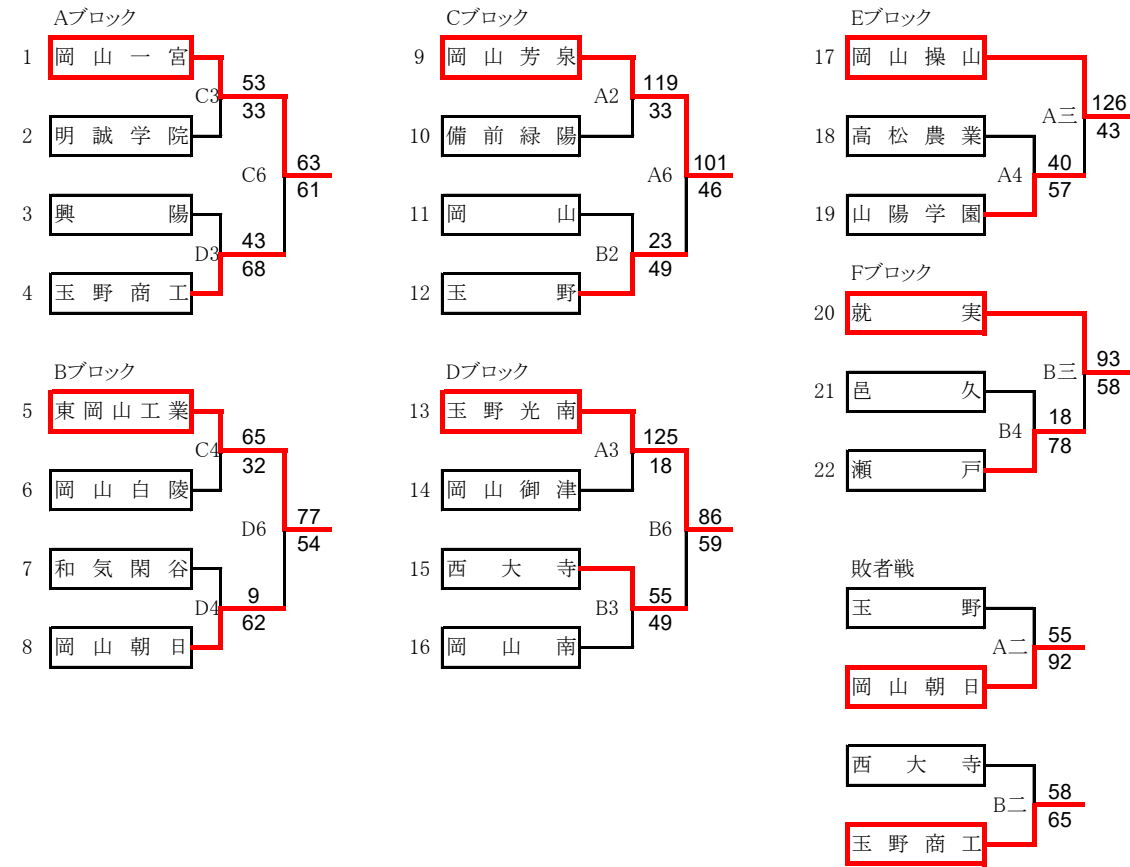 Aブロック
1 岡山一宮
C3 53
33
2 明誠学院
C6 63
61
3 興陽
D3 43
68
4 玉野商工
Bブロック
5 東岡山工業
C4 65
32
6 岡山白陵
D6 77
54
7 和気閑谷
D4 9
62
8 岡山朝日
Cブロック
9 岡山芳泉
A2 119
33
10 備前緑陽
A6 101
46
11 岡山
B2 23
49
12 玉野
Dブロック
13 玉野光南
A3 125
18
14 岡山御津
B6 86
59
15 西大寺
B3 55
49
16 岡山南
Eブロック
17 岡山操山
A三 126
43
18 高松農業
A4 40
57
19 山陽学園
Fブロック
20 就実
B三 93
58
21 邑久
B4 18
78
22 瀬戸
敗者戦
玉野
A二 55
92
岡山朝日
西大寺
B二 58
65
玉野商工